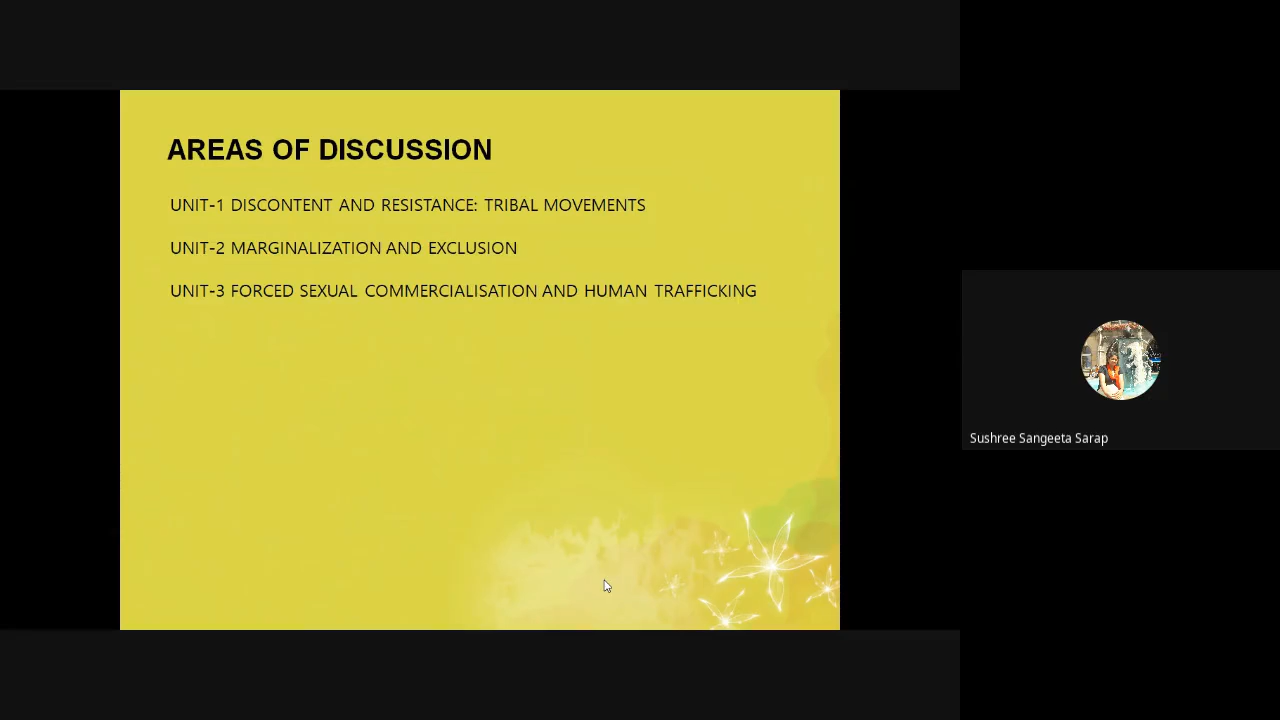 AREAS OF DISCUSSION
UNIT-1 DISCONTENT AND RESISTANCE: TRIBAL MOVEMENTS
UNIT-2 MARGINALIZATION AND EXCLUSION
UNIT-3 FORCED SEXUAL COMMERCIALISATION AND HUMAN TRAFFICKING
Sushree Sangeeta Sarap